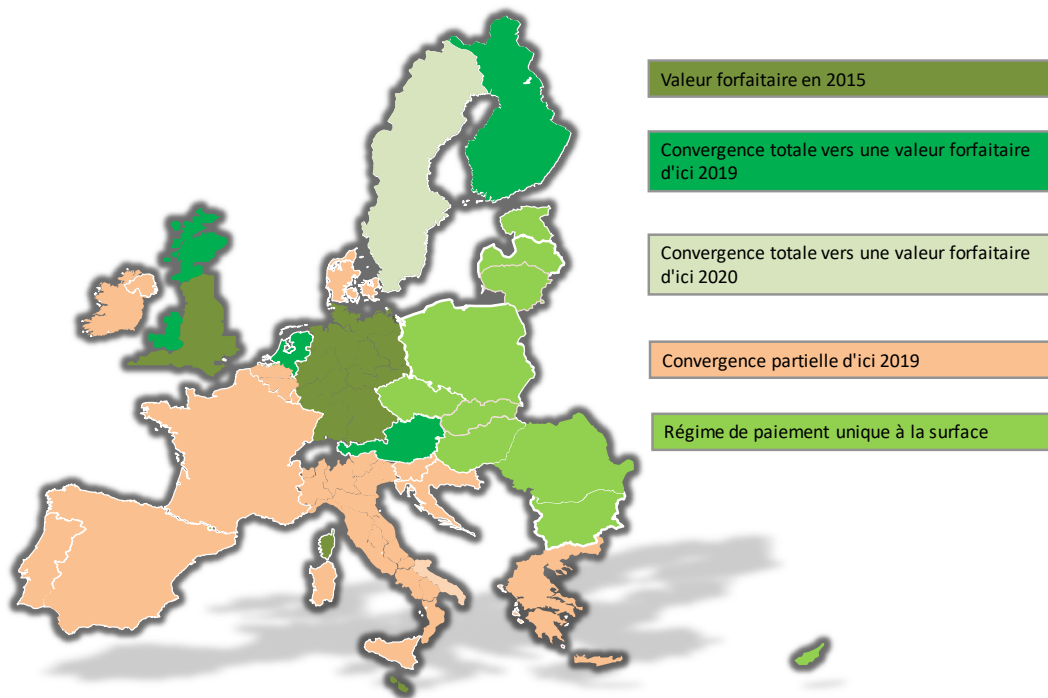 Valeur forfaitaire en 2015
Convergence totale vers une valeur forfaitaire
d'ici 2019
Convergence totale vers une valeur forfaitaire
d'ici 2020
Convergence partielle d'ici 2019
Régime de paiement unique à la surface